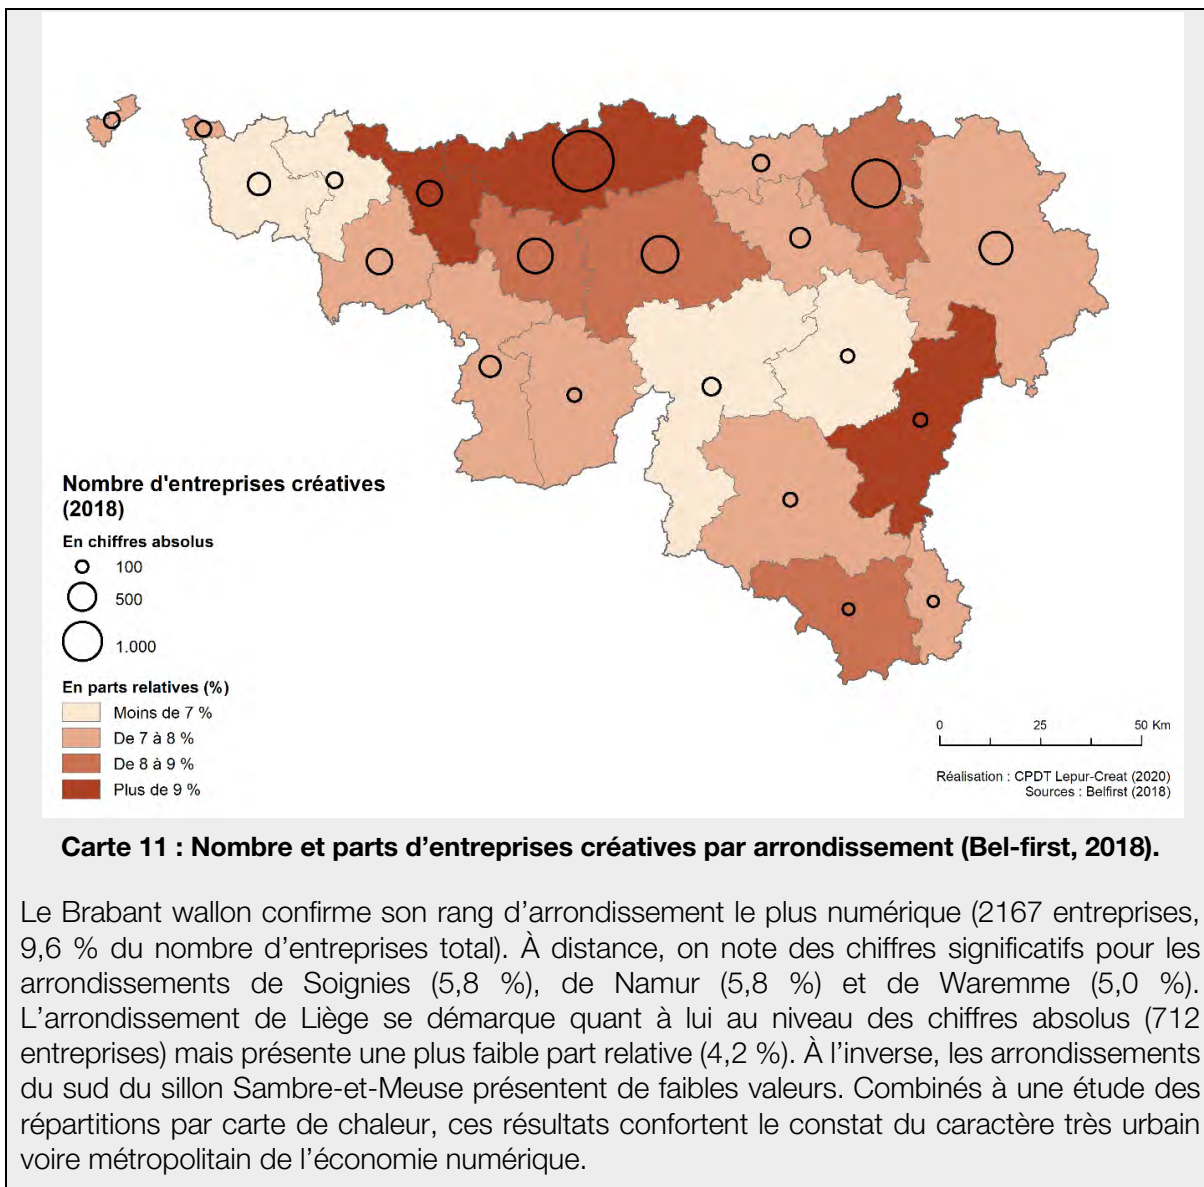 Nombre d'entreprises créatives
(2018)
En chiffres absolus
100
500
1.000
En parts relatives (%)
Moins de 7 %
De 7 à 8 %
De 8 à 9 %
Plus de 9 %
0 25 50 Km
Réalisation : CPDT Lepur-Creat (2020)
Sources : Belfirst (2018)
Carte 11 : Nombre et parts d’entreprises créatives par arrondissement (Bel-first, 2018).
Le Brabant wallon confirme son rang d’arrondissement le plus numérique (2167 entreprises,
9,6 % du nombre d’entreprises total). À distance, on note des chiffres significatifs pour les
arrondissements de Soignies (5,8 %), de Namur (5,8 %) et de Waremme (5,0 %).
L’arrondissement de Liège se démarque quant à lui au niveau des chiffres absolus (712
entreprises) mais présente une plus faible part relative (4,2 %). À l’inverse, les arrondissements
du sud du sillon Sambre-et-Meuse présentent de faibles valeurs. Combinés à une étude des
répartitions par carte de chaleur, ces résultats confortent le constat du caractère très urbain
voire métropolitain de l’économie numérique.